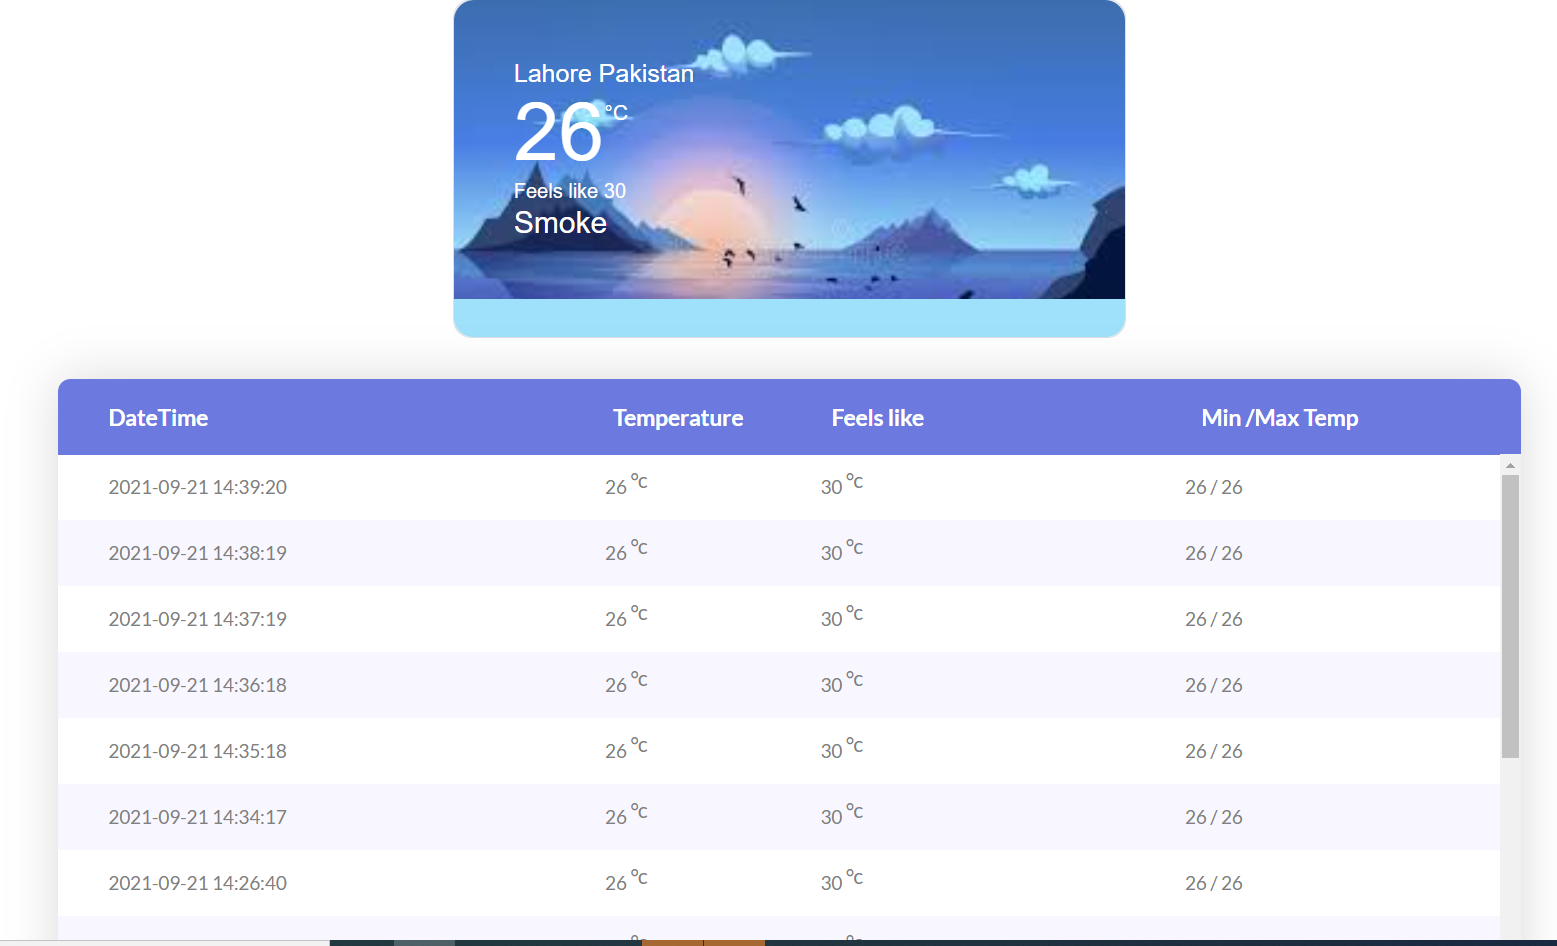 Lahore Pakistan
26 °C
Feels like 30
Smoke
DateTime Temperature Feels like Min /Max Temp
2021-09-21 14:39:20 26 °C 30 °C 26 / 26
2021-09-21 14:38:19 26 °C 30 °C 26 / 26
2021-09-21 14:37:19 26 °C 30 °C 26 / 26
2021-09-21 14:36:18 26 °C 30 °C 26 / 26
2021-09-21 14:35:18 26 °C 30 °C 26 / 26
2021-09-21 14:34:17 26 °C 30 °C 26 / 26
2021-09-21 14:26:40 26 °C 30 °C 26 / 26